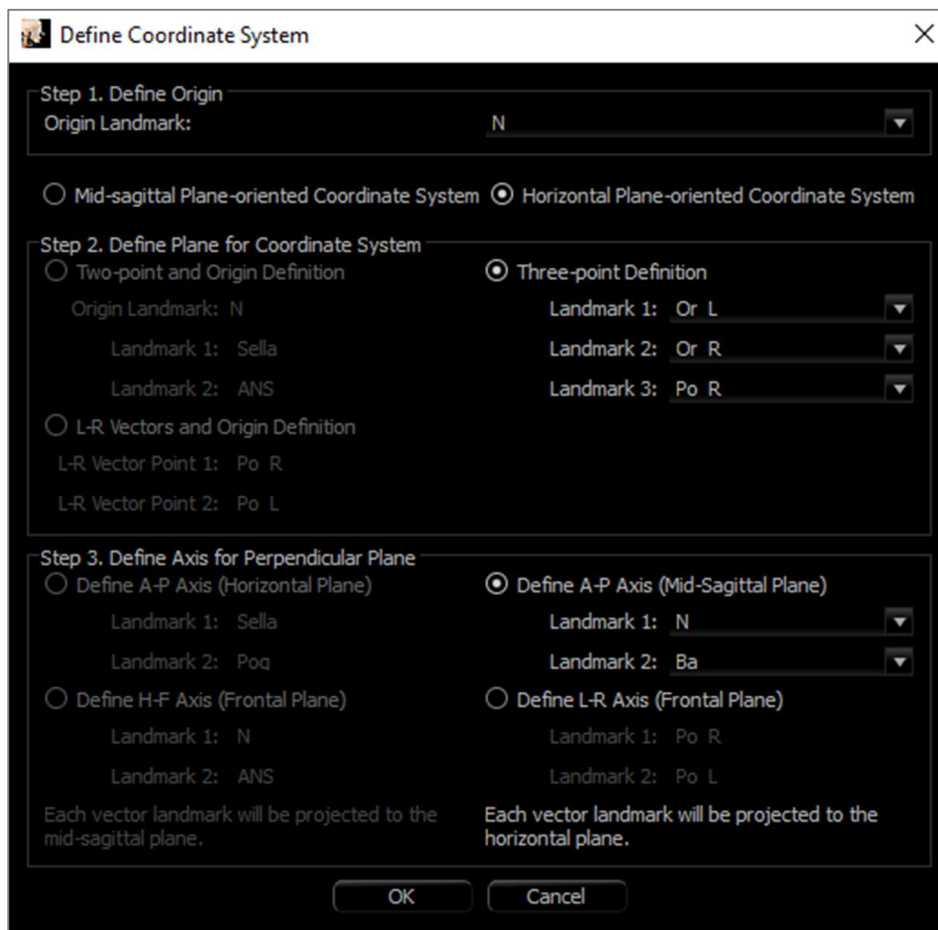 Define Coordinate System
Step 1. Define Origin
Origin Landmark: N
Mid-sagittal Plane-oriented Coordinate System Horizontal Plane-oriented Coordinate System
Step 2. Define Plane for Coordinate System
Two-point and Origin Definition Three-point Definition
Origin Landmark: N Landmark 1: Or L
Landmark 1: Sella Landmark 2: Or R
Landmark 2: ANS Landmark 3: Po R
L-R Vectors and Origin Definition
L-R Vector Point 1: Po R
L-R Vector Point 2: Po L
Step 3. Define Axis for Perpendicular Plane
Define A-P Axis (Horizontal Plane) Define A-P Axis (Mid-Sagittal Plane)
Landmark 1: Sella Landmark 1: N
Landmark 2: Pog Landmark 2: Ba
Define H-F Axis (Frontal Plane) Define L-R Axis (Frontal Plane)
Landmark 1: N Landmark 1: Po R
Landmark 2: ANS Landmark 2: Po L
Each vector landmark will be projected to the Each vector landmark will be projected to the
mid-sagittal plane. horizontal plane.
OK Cancel